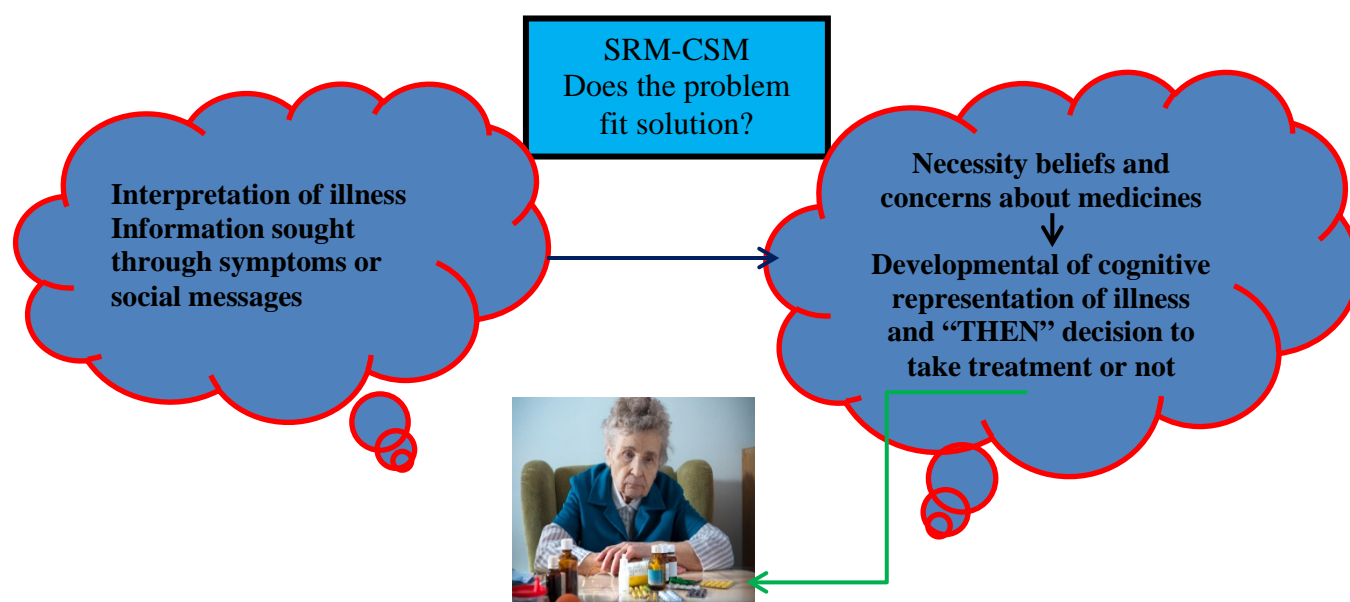 SRM-CSM
Does the problem
fit solution?
Interpretation of illness
Information sought
through symptoms or
social messages
Necessity beliefs and
concerns about medicines
Developmental of cognitive
representation of illness
and “THEN” decision to
take treatment or not